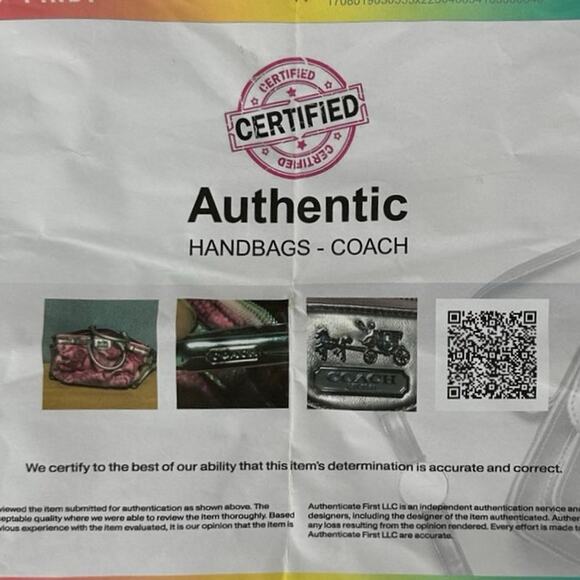 CERTIFIED
CERTIFIED
CERTIFIED
Authentic
HANDBAGS - COACH
COACH
COACH
We certify to the best of our ability that this item's determination is accurate and correct.
viewed the item submitted for authentication as shown above. The
eptable quality where we were able to review the item thoroughly. Based
vious experience with the item evaluated, it is our opinion that the item is
Authenticate First LLC is an independent authentication service and
designers, including the designer of the item authenticated. Authen
any loss resulting from the opinion rendered. Every effort is made to
Authenticate First LLC are accurate.